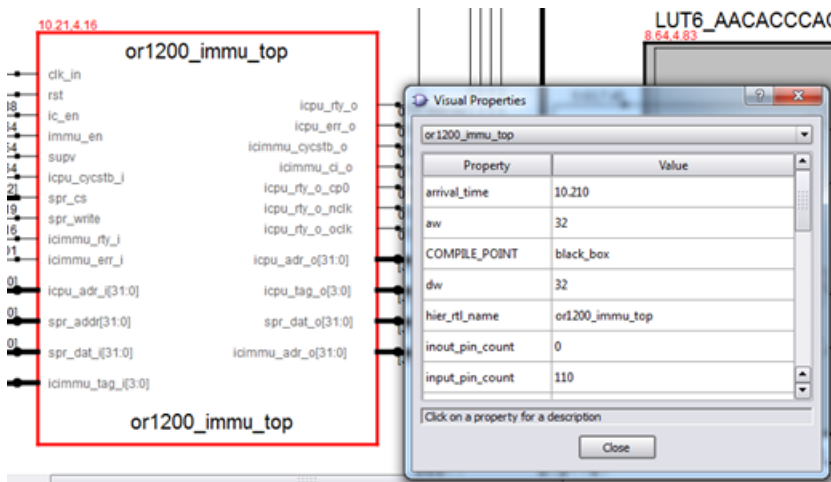 10.21,4.16
or1200_immu_top
clk_in
rst
ic_en
immu_en
supv
icpu_cycstb_i
spr_cs
spr_write
icimmu_rty_i
icimmu_err_i
icpu_adr_i[31:0]
spr_addr[31:0]
spr_dat_i[31:0]
icimmu_tag_i[3:0]
icpu_rty_o
icpu_err_o
icimmu_cycstb_o
icimmu_ci_o
icpu_rty_o_cp0
icpu_rty_o_nclk
icpu_rty_o_oclk
icpu_adr_o[31:0]
icpu_tag_o[3:0]
spr_dat_o[31:0]
icimmu_adr_o[31:0]
or1200_immu_top
LUT6_AACACCCAC
8.64,4.83
Visual Properties
or1200_immu_top
Property Value
arrival_time 10.210
aw 32
COMPILE_POINT black_box
dw 32
hier_rtl_name or1200_immu_top
inout_pin_count 0
input_pin_count 110
Click on a property for a description
Close